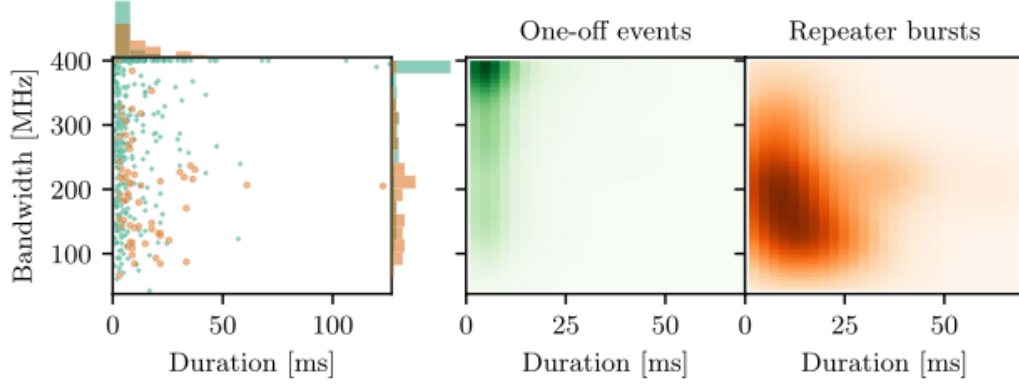 One-off events
Repeater bursts
Bandwidth [MHz]
400
300
200
100
0
50
100
Duration [ms]
0
25
50
Duration [ms]
0
25
50
Duration [ms]